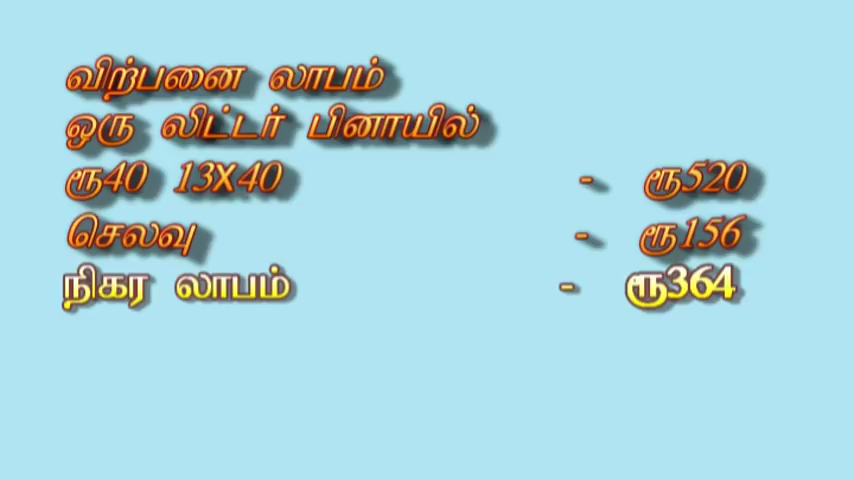 விற்பனை லாபம்
ஒரு லிட்டர் பினாயில்
ரூ40 13X40 - ரூ520
செலவு - ரூ156
நிகர லாபம் - ரூ364